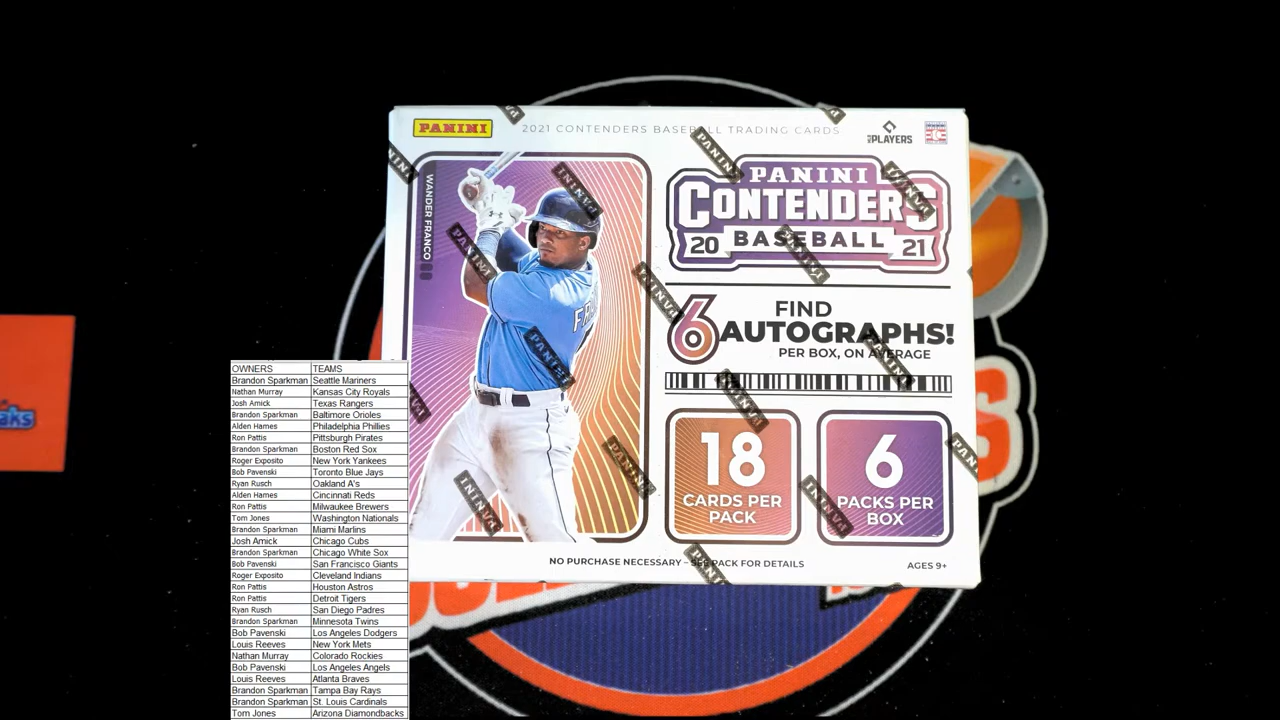 PANINI
2021 CONTENDERS BASEBALL TRADING CARDS
PLAYERS
WANDER FRANCO
PANINI
CONTENDERS
20 BASEBALL 21
6 FIND
AUTOGRAPHS!
PER BOX, ON AVERAGE
18
CARDS PER
PACK
6
PACKS PER
BOX
NO PURCHASE NECESSARY – SEE PACK FOR DETAILS
AGES 9+
aks
OWNERS TEAMS
Brandon Sparkman Seattle Mariners
Nathan Murray Kansas City Royals
Josh Amick Texas Rangers
Brandon Sparkman Baltimore Orioles
Alden Hames Philadelphia Phillies
Ron Pattis Pittsburgh Pirates
Brandon Sparkman Boston Red Sox
Roger Exposito New York Yankees
Bob Pavenski Toronto Blue Jays
Ryan Rusch Oakland A's
Alden Hames Cincinnati Reds
Ron Pattis Milwaukee Brewers
Tom Jones Washington Nationals
Brandon Sparkman Miami Marlins
Josh Amick Chicago Cubs
Brandon Sparkman Chicago White Sox
Bob Pavenski San Francisco Giants
Roger Exposito Cleveland Indians
Ron Pattis Houston Astros
Ron Pattis Detroit Tigers
Ryan Rusch San Diego Padres
Brandon Sparkman Minnesota Twins
Bob Pavenski Los Angeles Dodgers
Louis Reeves New York Mets
Nathan Murray Colorado Rockies
Bob Pavenski Los Angeles Angels
Louis Reeves Atlanta Braves
Brandon Sparkman Tampa Bay Rays
Brandon Sparkman St. Louis Cardinals
Tom Jones Arizona Diamondbacks